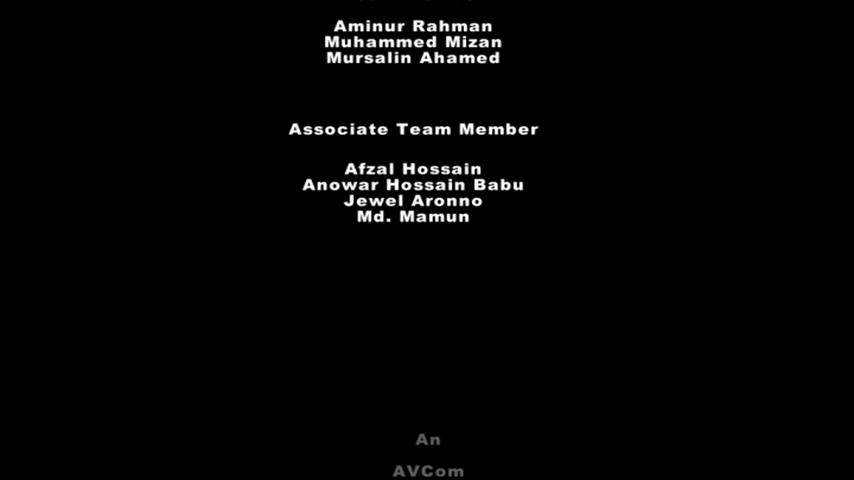 Aminur Rahman
Muhammed Mizan
Mursalin Ahamed
Associate Team Member
Afzal Hossain
Anowar Hossain Babu
Jewel Aronno
Md. Mamun
An
AVCom